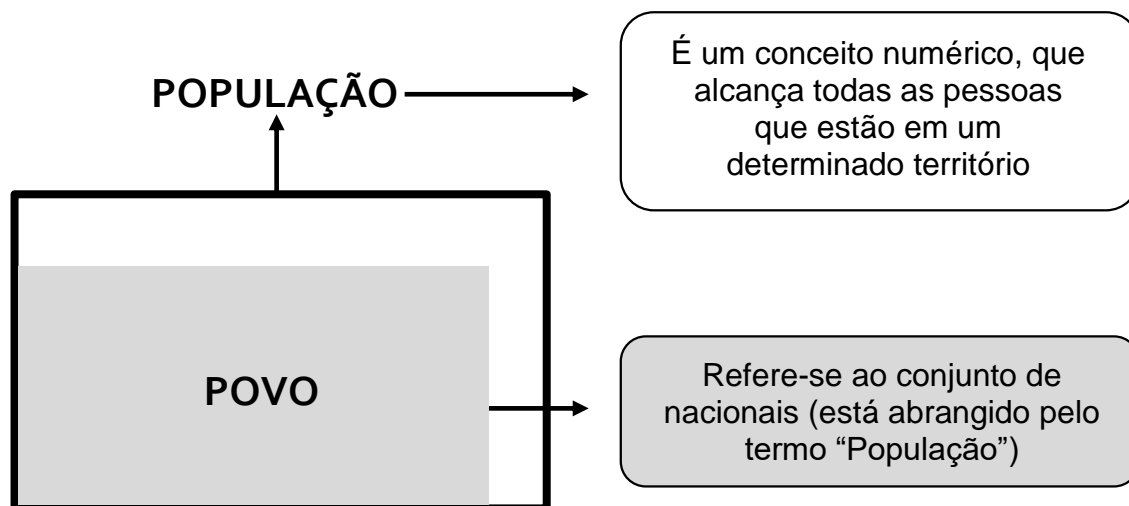 POPULAÇÃO
É um conceito numérico, que
alcança todas as pessoas
que estão em um
determinado território
POVO
Refere-se ao conjunto de
nacionais (está abrangido pelo
termo “População”)